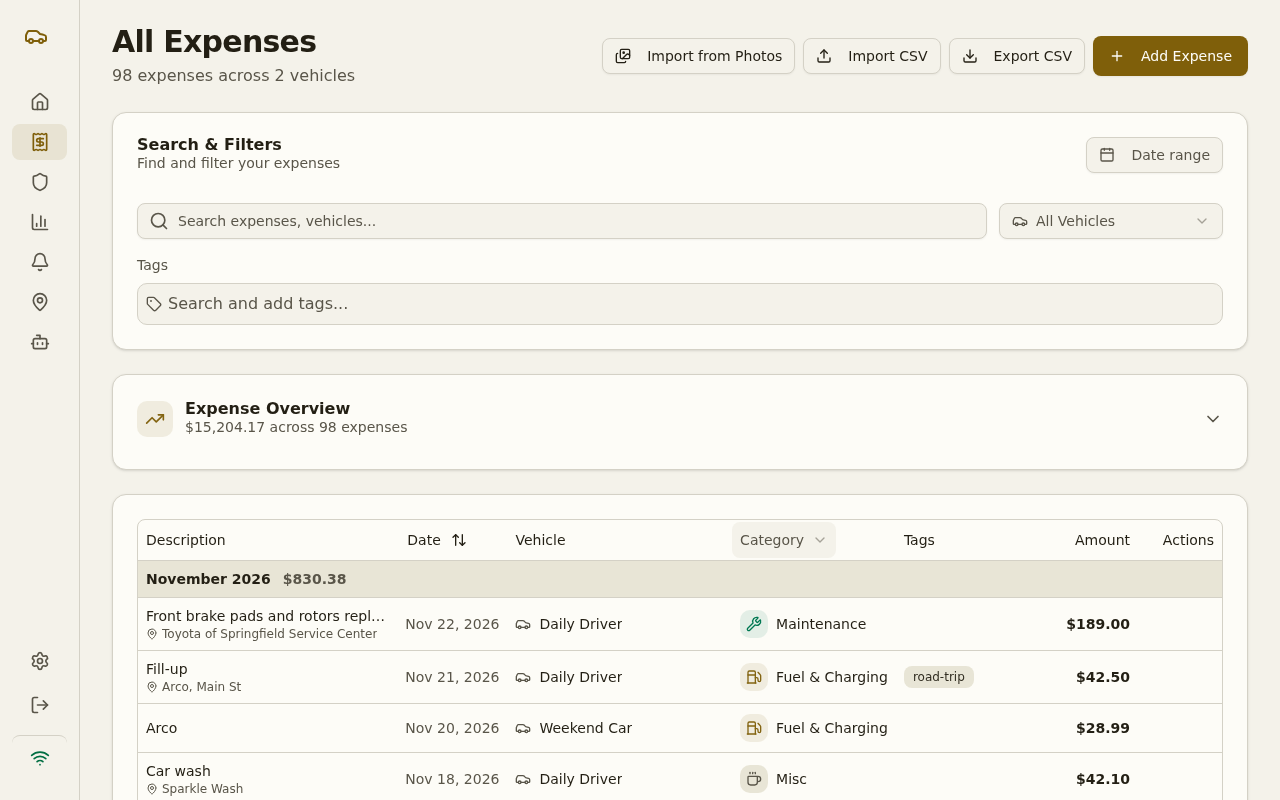 All Expenses
98 expenses across 2 vehicles
Import from Photos
Import CSV
Export CSV
Add Expense
Search & Filters
Find and filter your expenses
Date range
Search expenses, vehicles...
All Vehicles
Tags
Search and add tags...
Expense Overview
$15,204.17 across 98 expenses
Description Date Vehicle Category Tags Amount Actions
November 2026 $830.38
Front brake pads and rotors repl...
Toyota of Springfield Service Center
Nov 22, 2026 Daily Driver Maintenance $189.00
Fill-up
Arco, Main St
Nov 21, 2026 Daily Driver Fuel & Charging road-trip $42.50
Arco Nov 20, 2026 Weekend Car Fuel & Charging $28.99
Car wash
Sparkle Wash
Nov 18, 2026 Daily Driver Misc $42.10